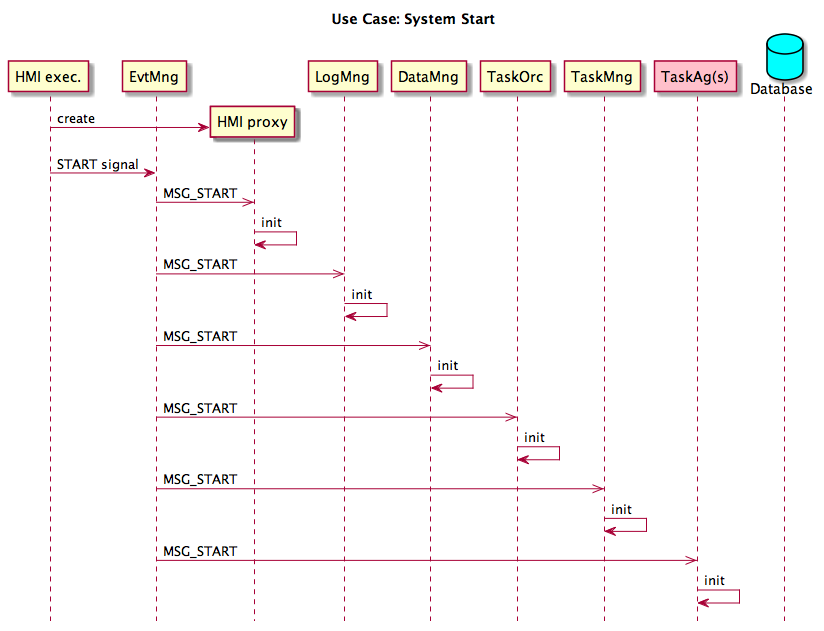 Use Case: System Start
HMI exec.
EvtMng
LogMng
DataMng
TaskOrc
TaskMng
TaskAg(s)
Database
create
HMI proxy
START signal
MSG_START
init
MSG_START
init
MSG_START
init
MSG_START
init
MSG_START
init
MSG_START
init